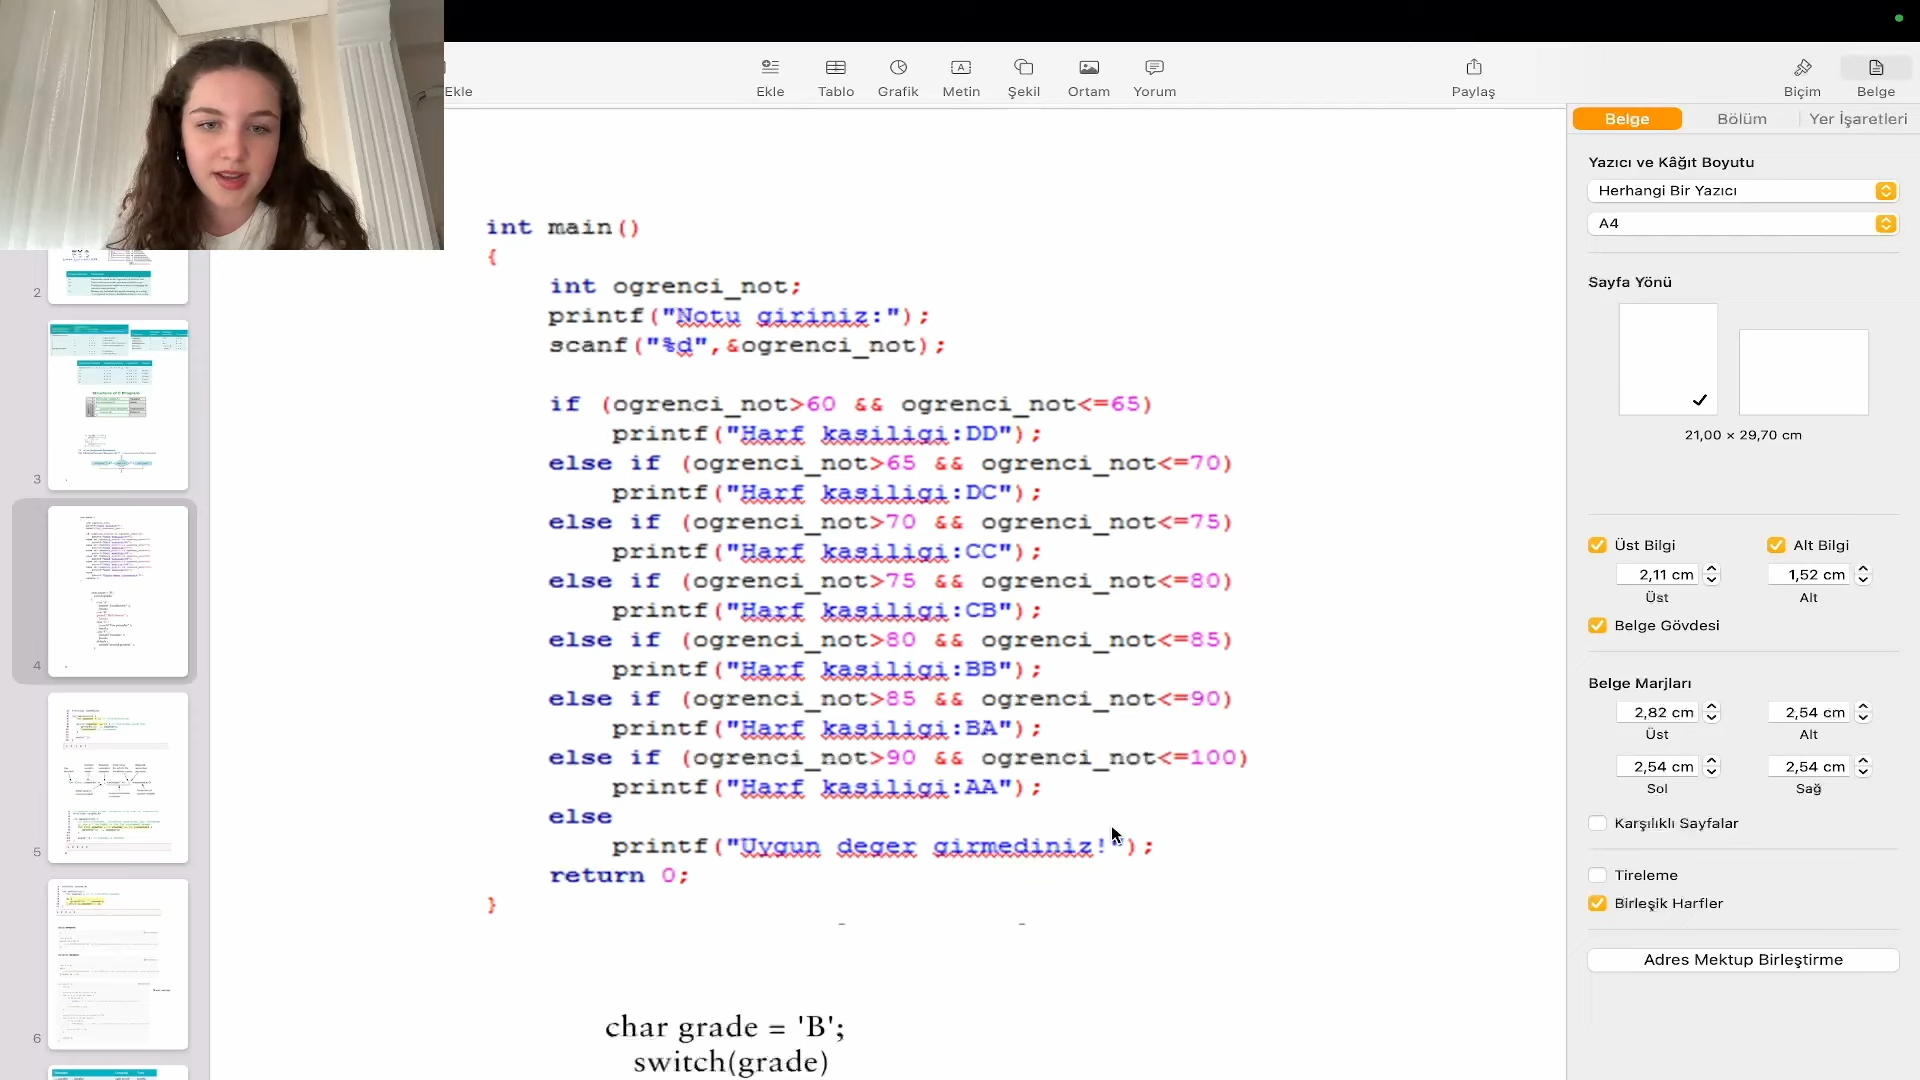 Ekle
Ekle
Tablo
Grafik
Metin
Şekil
Ortam
Yorum
Paylaş
Biçim
Belge
Belge
Bölüm
Yer İşaretleri
Yazıcı ve Kâğıt Boyutu
Herhangi Bir Yazıcı
A4
Sayfa Yönü
21,00 × 29,70 cm
Üst Bilgi
Alt Bilgi
2,11 cm
1,52 cm
Üst
Alt
Belge Gövdesi
Belge Marjları
2,82 cm
2,54 cm
Üst
Alt
2,54 cm
2,54 cm
Sol
Sağ
Karşılıklı Sayfalar
Tireleme
Birleşik Harfler
Adres Mektup Birleştirme
2
3
4
5
6
int main()
{
int ogrenci_not;
printf("Notu giriniz:");
scanf("%d",&ogrenci_not);
if (ogrenci_not>60 && ogrenci_not<=65)
printf("Harf kasiligi:DD");
else if (ogrenci_not>65 && ogrenci_not<=70)
printf("Harf kasiligi:DC");
else if (ogrenci_not>70 && ogrenci_not<=75)
printf("Harf kasiligi:CC");
else if (ogrenci_not>75 && ogrenci_not<=80)
printf("Harf kasiligi:CB");
else if (ogrenci_not>80 && ogrenci_not<=85)
printf("Harf kasiligi:BB");
else if (ogrenci_not>85 && ogrenci_not<=90)
printf("Harf kasiligi:BA");
else if (ogrenci_not>90 && ogrenci_not<=100)
printf("Harf kasiligi:AA");
else
printf("Uygun deger girmediniz!");
return 0;
}
char grade = 'B';
switch(grade)